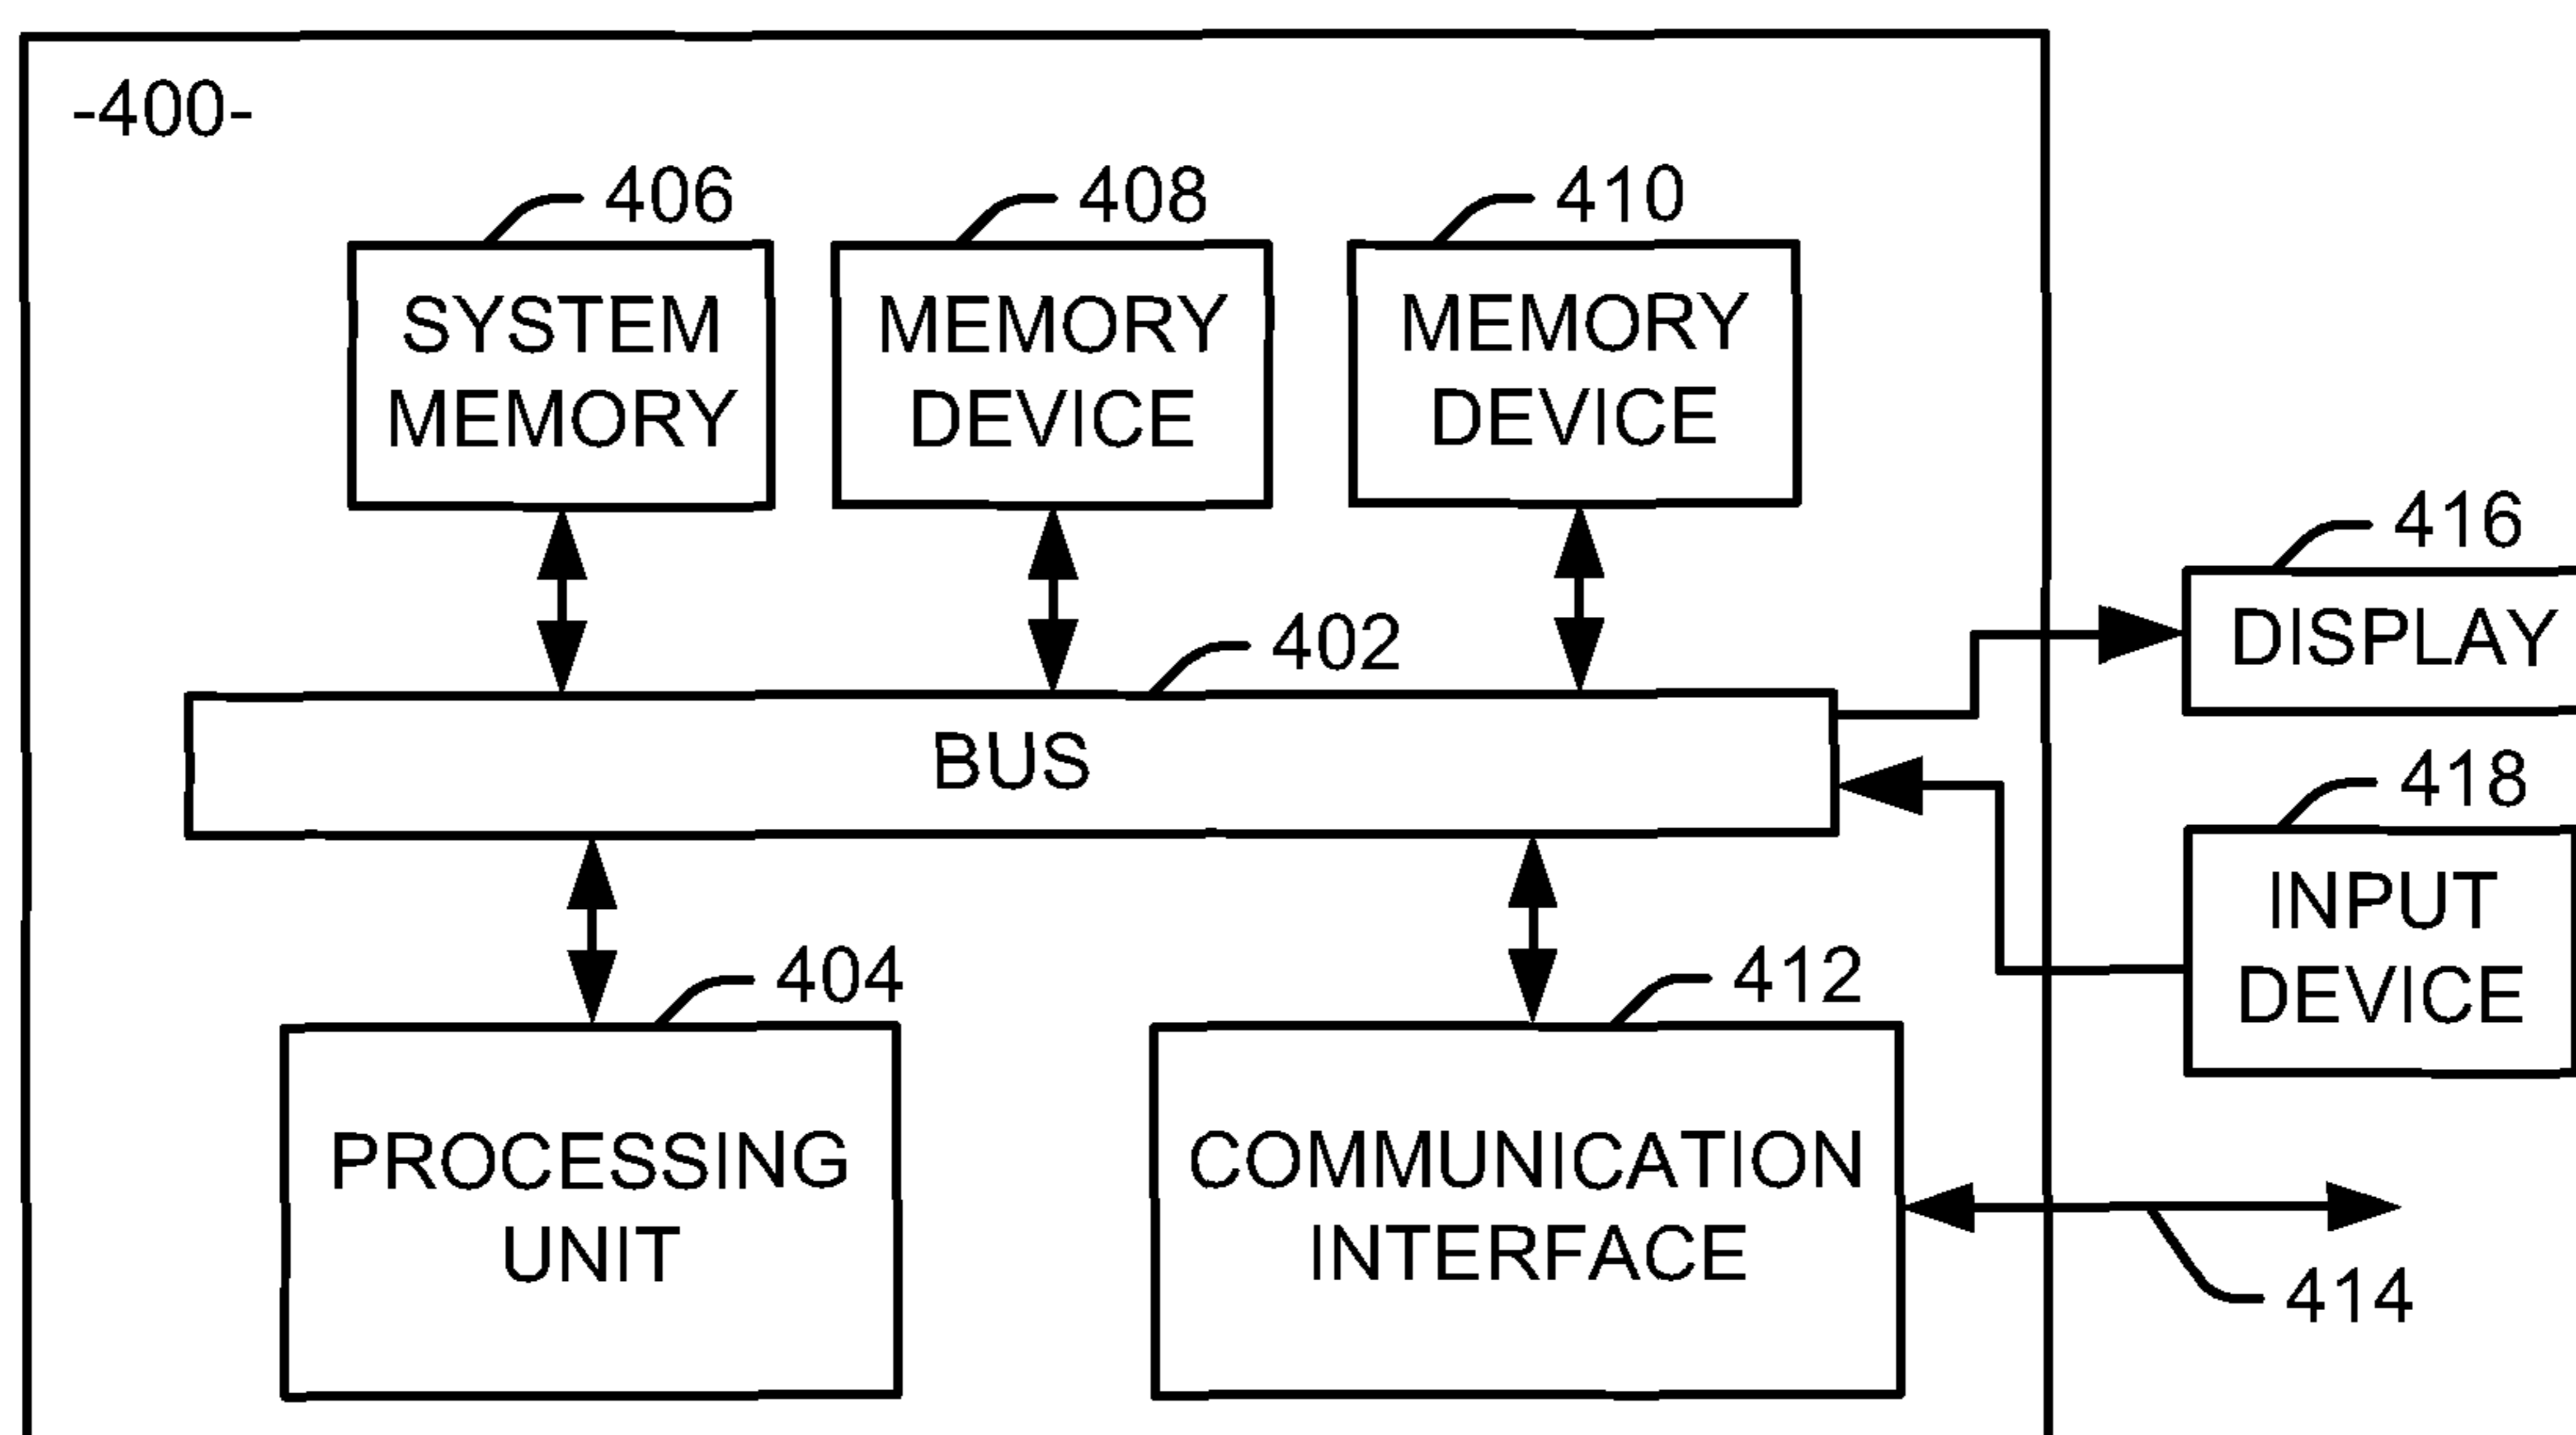 -400-
406
408
410
SYSTEM
MEMORY
MEMORY
DEVICE
MEMORY
DEVICE
416
DISPLAY
402
BUS
418
INPUT
DEVICE
404
412
PROCESSING
UNIT
COMMUNICATION
INTERFACE
414